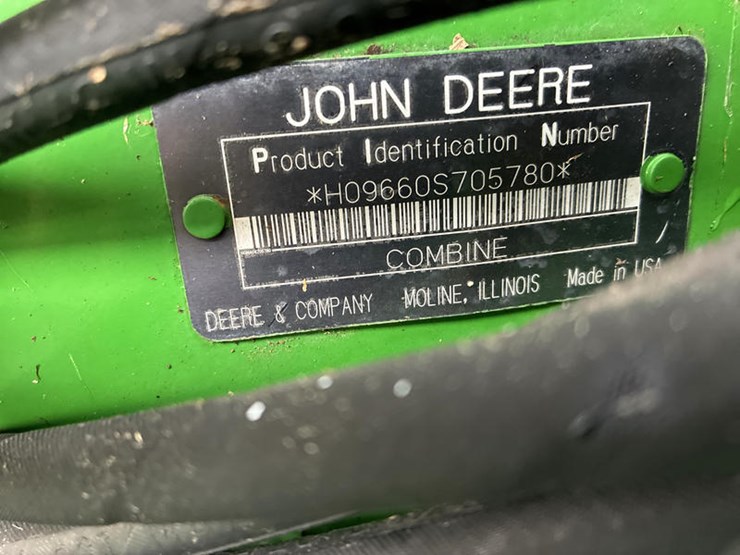 JOHN DEERE
Product Identification Number
*H09660S705780*
COMBINE
DEERE & COMPANY MOLINE, ILLINOIS Made in USA